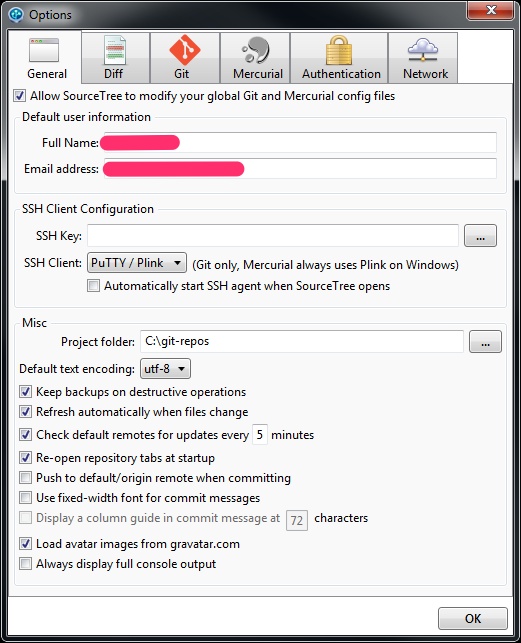 Options
General Diff Git Mercurial Authentication Network
Allow SourceTree to modify your global Git and Mercurial config files
Default user information
Full Name:
Email address:
SSH Client Configuration
SSH Key: ...
SSH Client: PuTTY / Plink (Git only, Mercurial always uses Plink on Windows)
Automatically start SSH agent when SourceTree opens
Misc
Project folder: C:\git-repos ...
Default text encoding: utf-8
Keep backups on destructive operations
Refresh automatically when files change
Check default remotes for updates every 5 minutes
Re-open repository tabs at startup
Push to default/origin remote when committing
Use fixed-width font for commit messages
Display a column guide in commit message at 72 characters
Load avatar images from gravatar.com
Always display full console output
OK